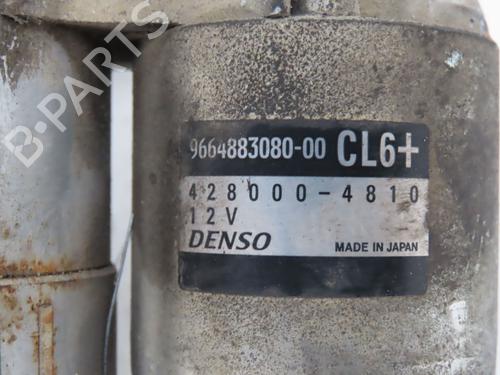 B-PARTS
9664883080-00 CL6+
428000-4810
12V
DENSO MADE IN JAPAN